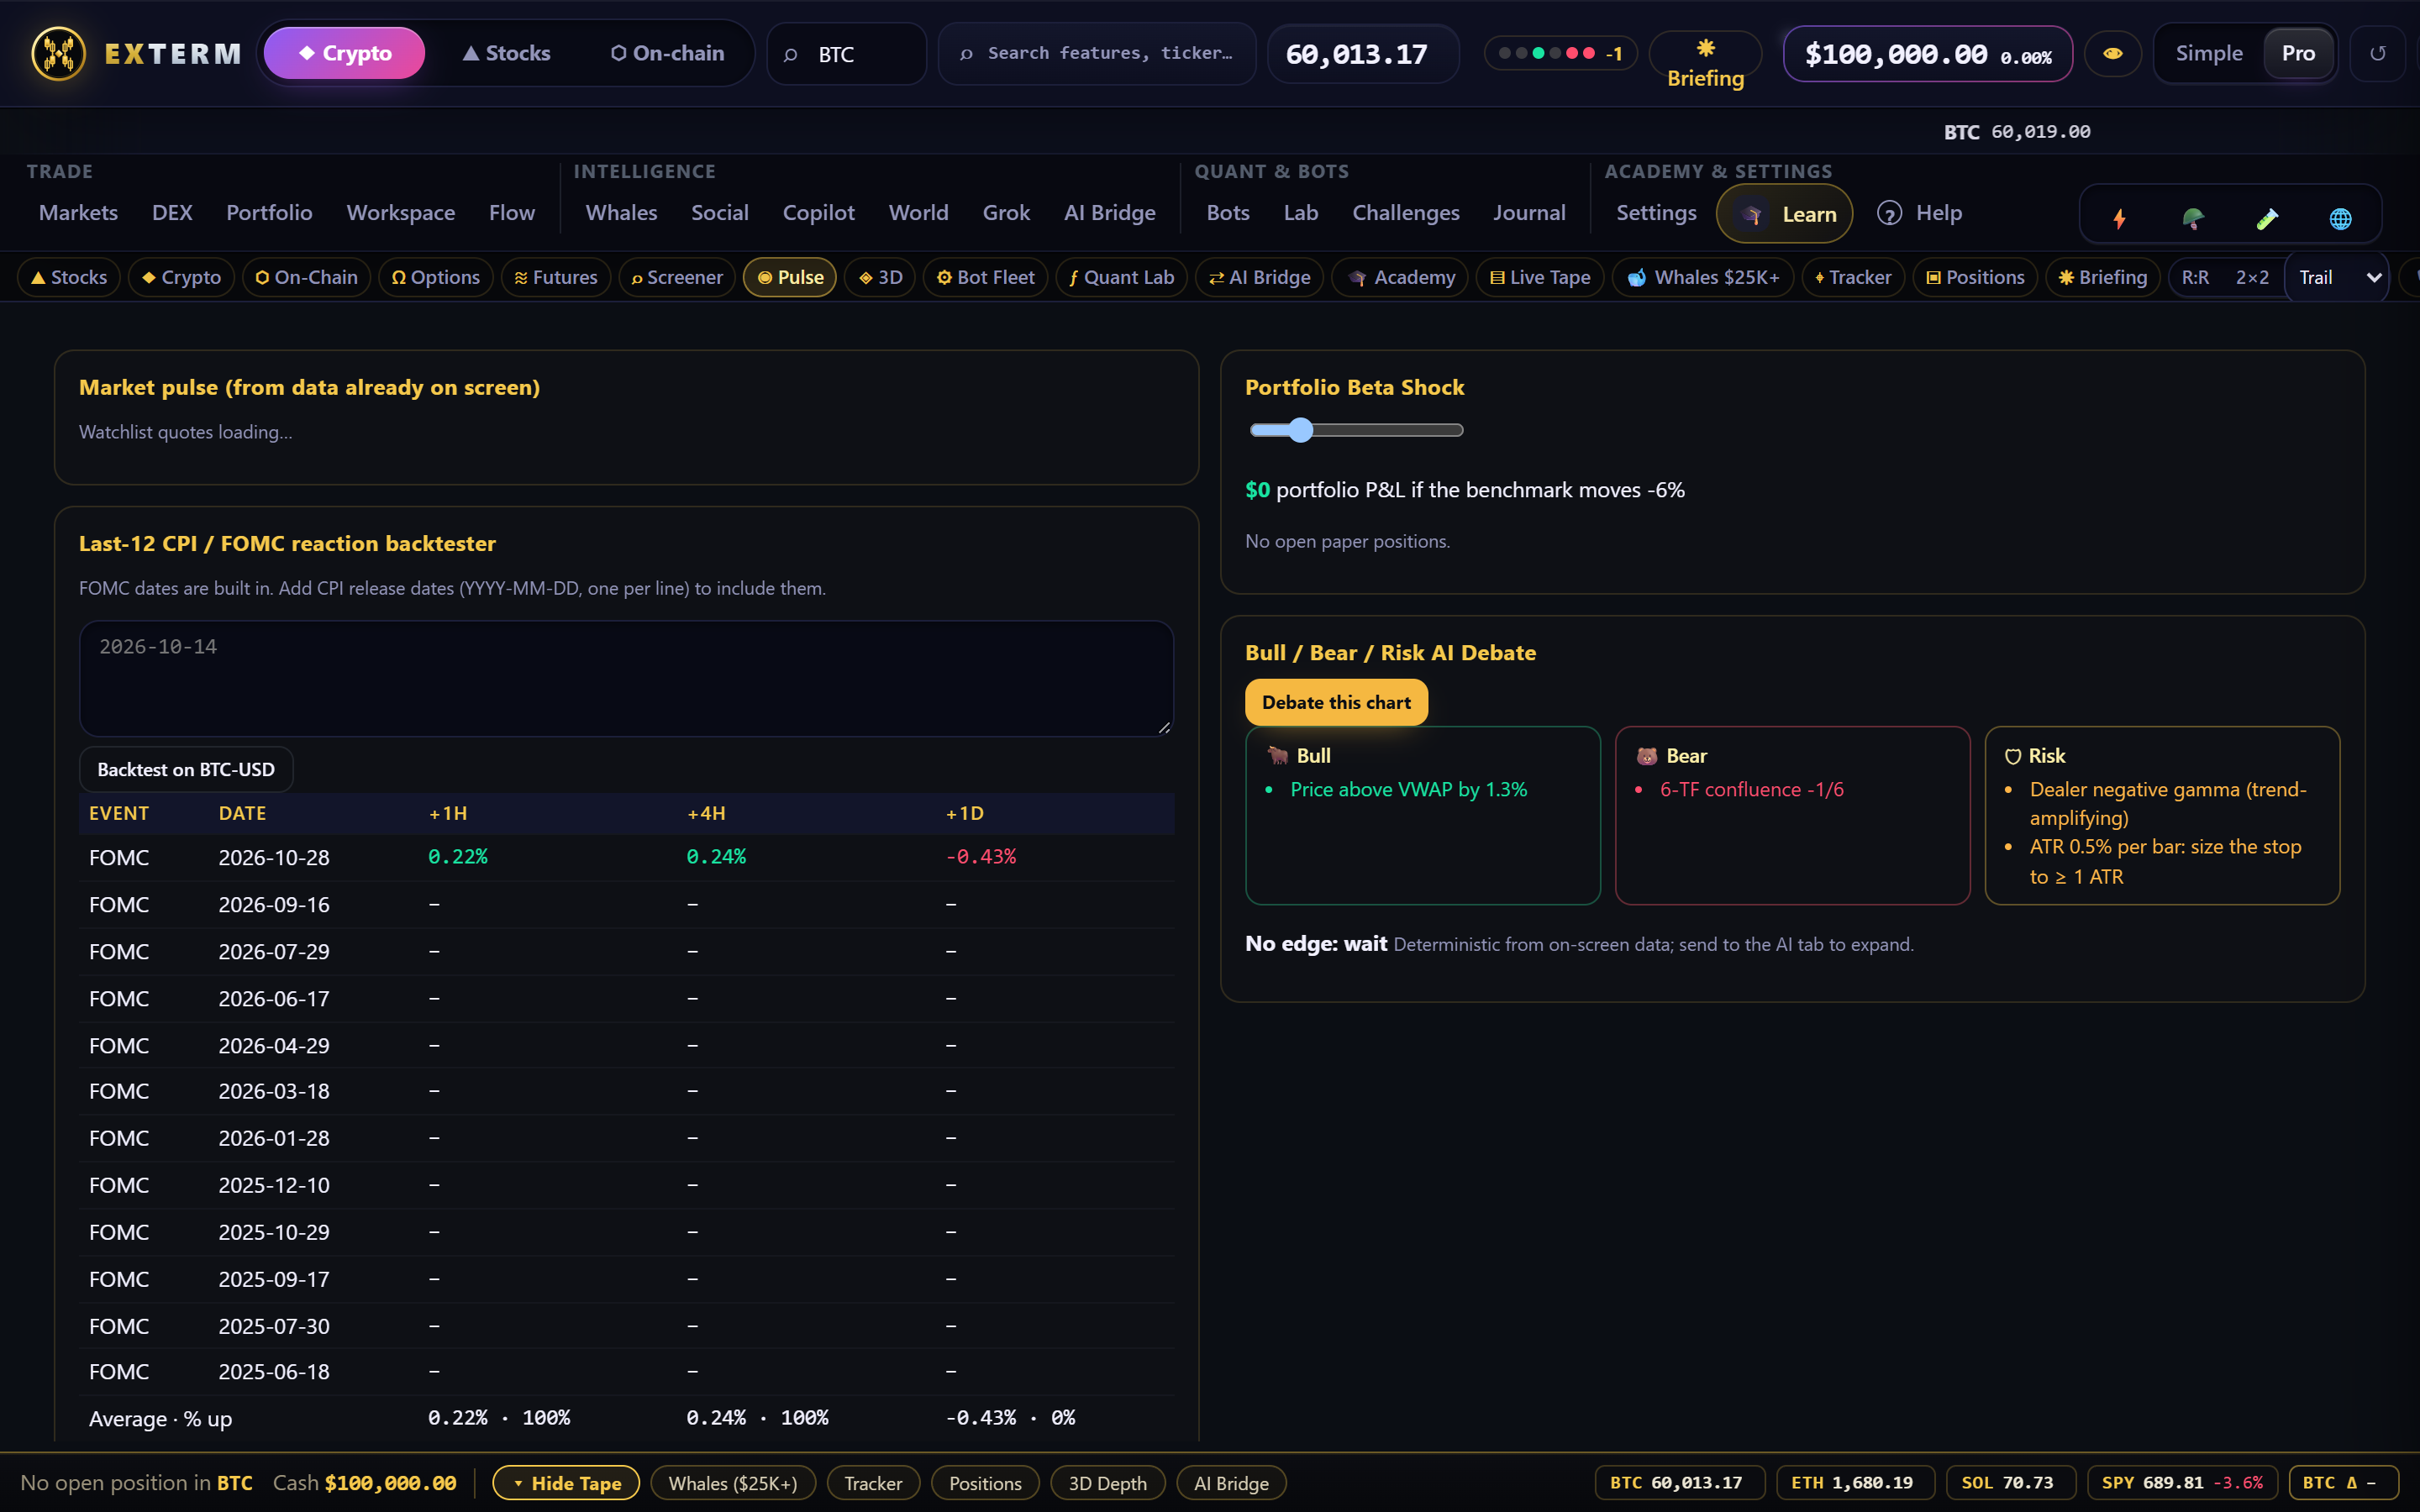 EXTERM
Crypto
Stocks
On-chain
BTC
Search features, ticker…
60,013.17
-1
Briefing
$100,000.00 0.00%
Simple
Pro
BTC 60,019.00
TRADE
Markets DEX Portfolio Workspace Flow
INTELLIGENCE
Whales Social Copilot World Grok AI Bridge
QUANT & BOTS
Bots Lab Challenges Journal
ACADEMY & SETTINGS
Settings Learn ? Help
Stocks Crypto On-Chain Ω Options Futures Screener Pulse 3D Bot Fleet ƒ Quant Lab AI Bridge Academy Live Tape Whales $25K+ Tracker Positions Briefing R:R 2×2 Trail
Market pulse (from data already on screen)
Watchlist quotes loading…
Last-12 CPI / FOMC reaction backtester
FOMC dates are built in. Add CPI release dates (YYYY-MM-DD, one per line) to include them.
2026-10-14
Backtest on BTC-USD
EVENT DATE +1H +4H +1D
FOMC 2026-10-28 0.22% 0.24% -0.43%
FOMC 2026-09-16 – – –
FOMC 2026-07-29 – – –
FOMC 2026-06-17 – – –
FOMC 2026-04-29 – – –
FOMC 2026-03-18 – – –
FOMC 2026-01-28 – – –
FOMC 2025-12-10 – – –
FOMC 2025-10-29 – – –
FOMC 2025-09-17 – – –
FOMC 2025-07-30 – – –
FOMC 2025-06-18 – – –
Average · % up 0.22% · 100% 0.24% · 100% -0.43% · 0%
Portfolio Beta Shock
$0 portfolio P&L if the benchmark moves -6%
No open paper positions.
Bull / Bear / Risk AI Debate
Debate this chart
Bull
• Price above VWAP by 1.3%
Bear
• 6-TF confluence -1/6
Risk
• Dealer negative gamma (trend-
amplifying)
• ATR 0.5% per bar: size the stop
to ≥ 1 ATR
No edge: wait Deterministic from on-screen data; send to the AI tab to expand.
No open position in BTC Cash $100,000.00
Hide Tape
Whales ($25K+)
Tracker
Positions
3D Depth
AI Bridge
BTC 60,013.17
ETH 1,680.19
SOL 70.73
SPY 689.81 -3.6%
BTC Δ –